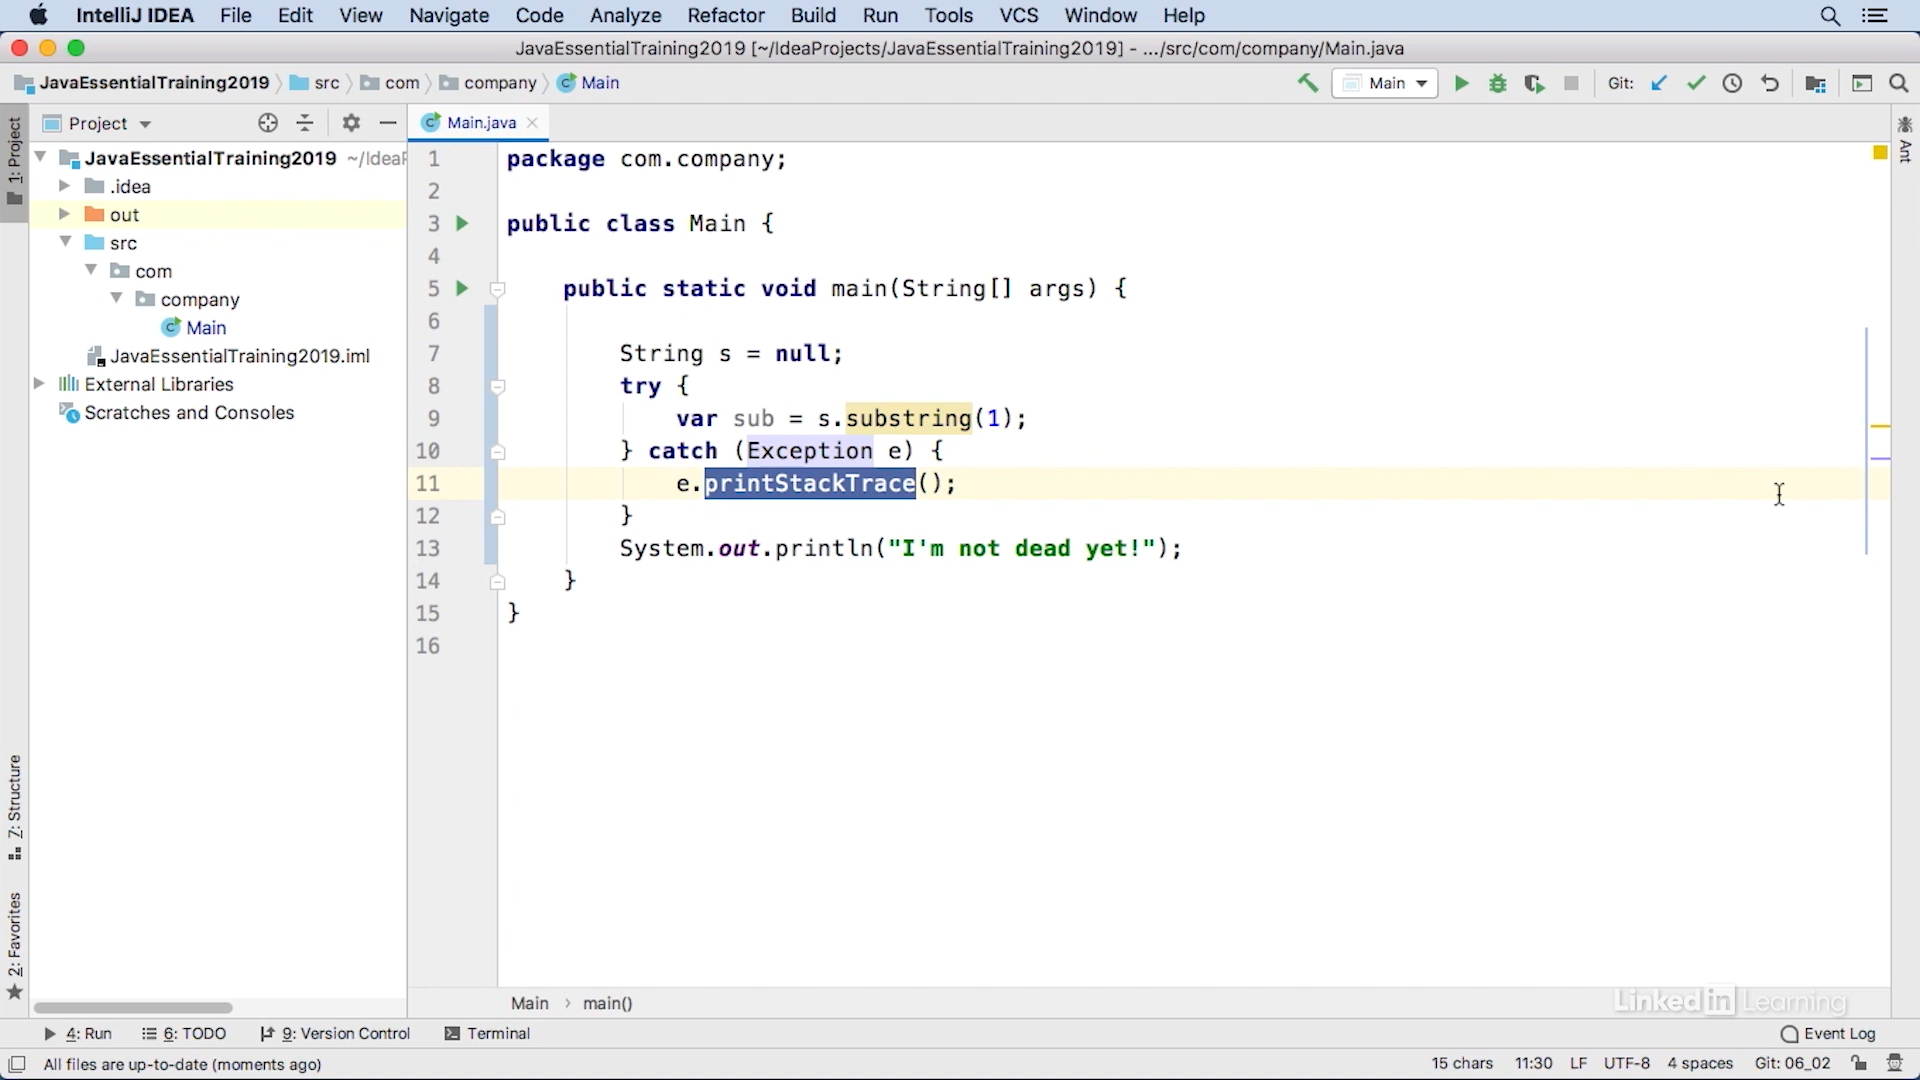 IntelliJ IDEA File Edit View Navigate Code Analyze Refactor Build Run Tools VCS Window Help
JavaEssentialTraining2019 [~/IdeaProjects/JavaEssentialTraining2019] - .../src/com/company/Main.java
JavaEssentialTraining2019 src com company Main Main Git:
1: Project
Project
Main.java
Ant
JavaEssentialTraining2019 ~/IdeaP
.idea
out
src
com
company
Main
JavaEssentialTraining2019.iml
External Libraries
Scratches and Consoles
1 package com.company;
2
3 public class Main {
4
5 public static void main(String[] args) {
6
7 String s = null;
8 try {
9 var sub = s.substring(1);
10 } catch (Exception e) {
11 e.printStackTrace();
12 }
13 System.out.println("I'm not dead yet!");
14 }
15 }
16
7: Structure
2: Favorites
Main › main()
Linked in Learning
4: Run 6: TODO 9: Version Control Terminal Event Log
All files are up-to-date (moments ago) 15 chars 11:30 LF UTF-8 4 spaces Git: 06_02